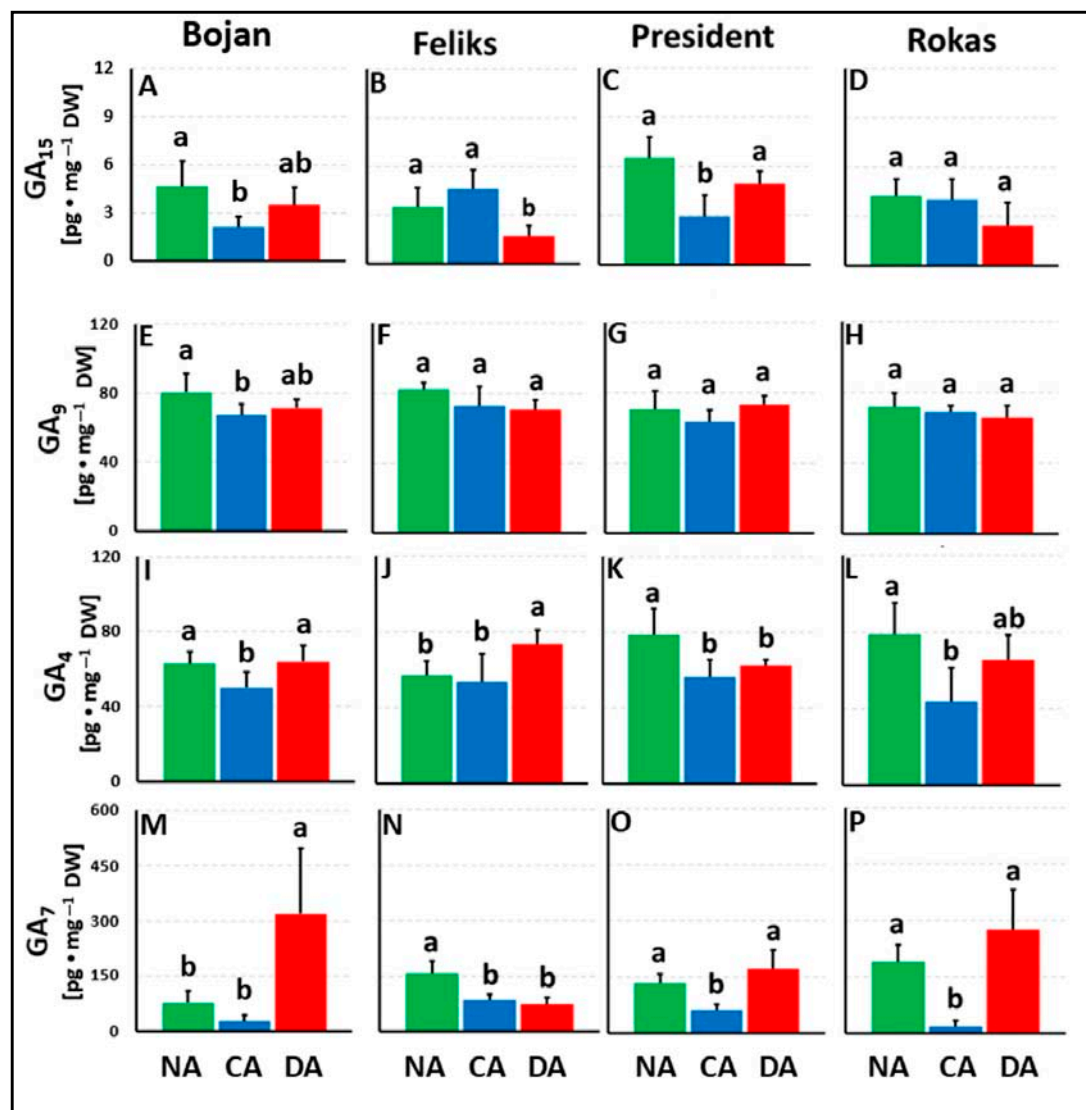 Bojan Feliks President Rokas
GA15
[pg • mg⁻¹ DW]
12
9
6
3
0
A
a b ab
B
a a b
C
a b a
D
a a a
GA9
[pg • mg⁻¹ DW]
120
80
40
0
E
a b ab
F
a a a
G
a a a
H
a a a
GA4
[pg • mg⁻¹ DW]
120
80
40
0
I
a b a
J
b b a
K
a b b
L
a b ab
GA7
[pg • mg⁻¹ DW]
600
450
300
150
0
M
b b a
N
a b b
O
a b a
P
a b a
NA CA DA NA CA DA NA CA DA NA CA DA